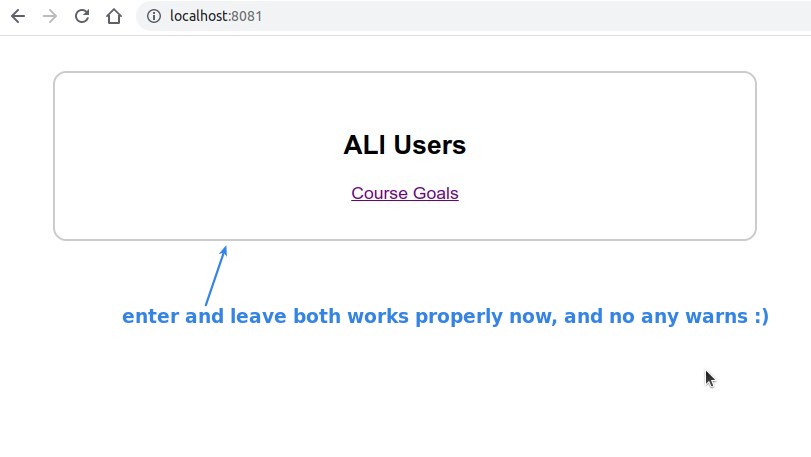 localhost:8081
ALI Users
Course Goals
enter and leave both works properly now, and no any warns :)